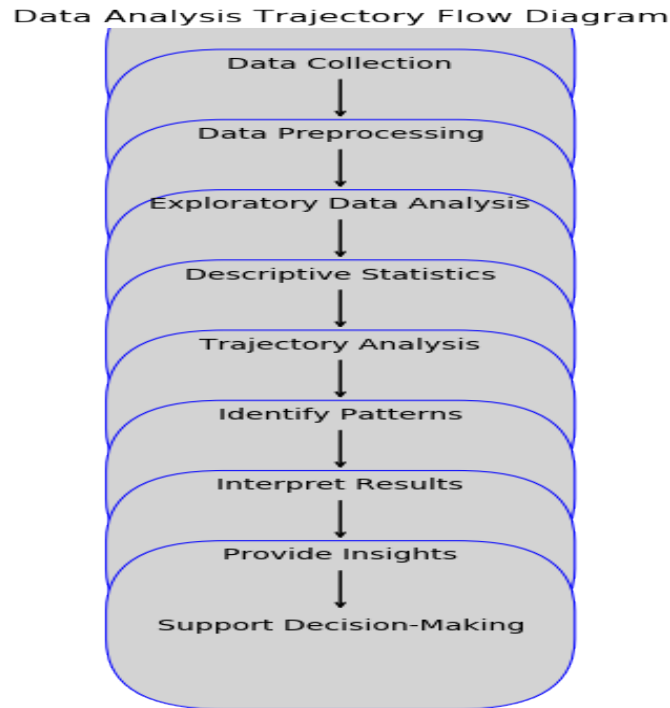 Data Analysis Trajectory Flow Diagram
Data Collection
Data Preprocessing
Exploratory Data Analysis
Descriptive Statistics
Trajectory Analysis
Identify Patterns
Interpret Results
Provide Insights
Support Decision-Making